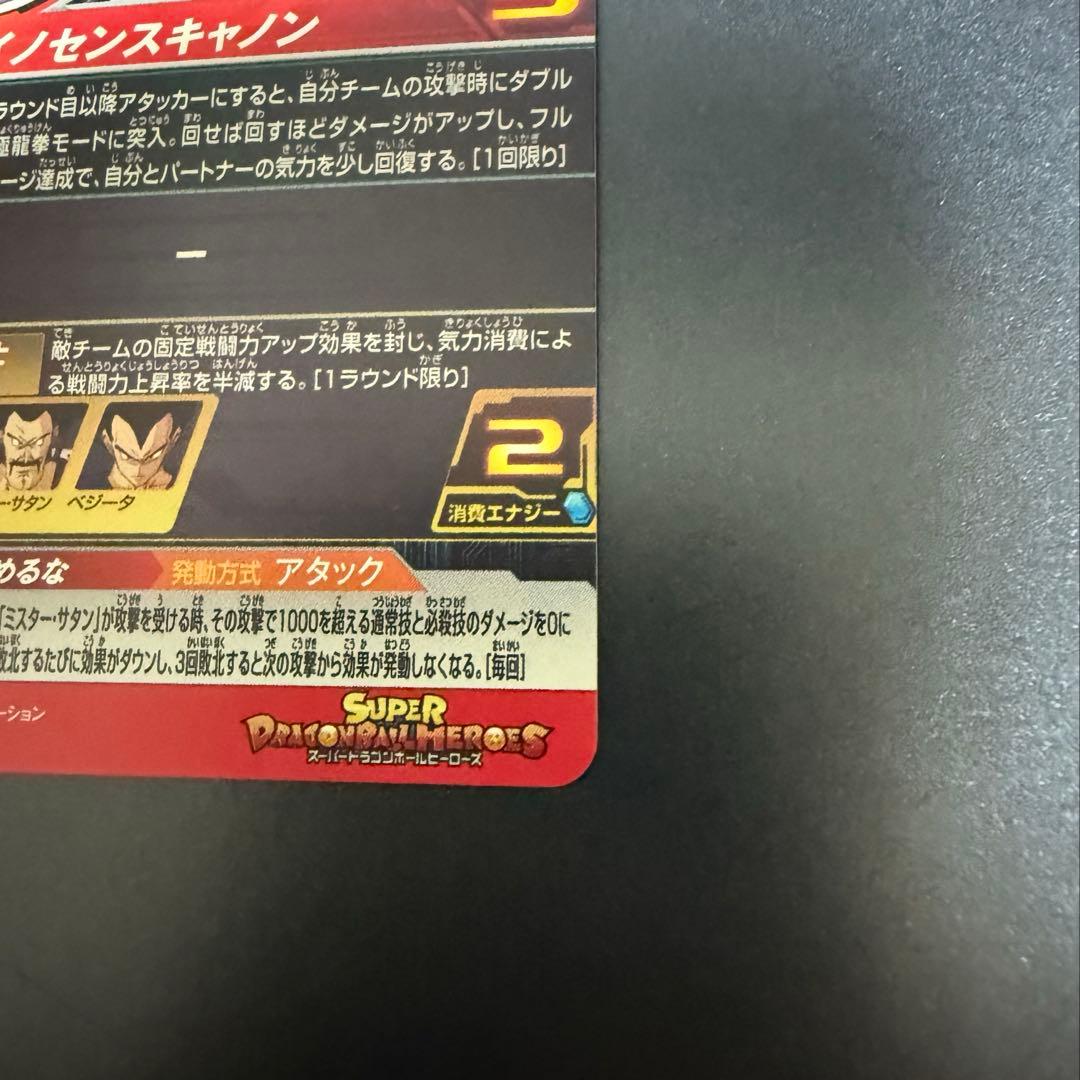 イノセンスキャノン
ラウンド目以降アタッカーにすると、自分チームの攻撃時にダブル
極龍拳モードに突入。回せば回すほどダメージがアップし、フル
ージ達成で、自分とパートナーの気力を少し回復する。[1回限り]
ー
敵チームの固定戦闘力アップ効果を封じ、気力消費によ
る戦闘力上昇率を半減する。[1ラウンド限り]
2
ー・サタン ベジータ
消費エナジー
めるな 発動方式 アタック
「ミスター・サタン」が攻撃を受ける時、その攻撃で1000を超える通常技と必殺技のダメージを0に
敗北するたびに効果がダウンし、3回敗北すると次の攻撃から効果が発動しなくなる。[毎回]
ーション
SUPER
DRAGONBALL HEROES
スーパードラゴンボールヒーローズ